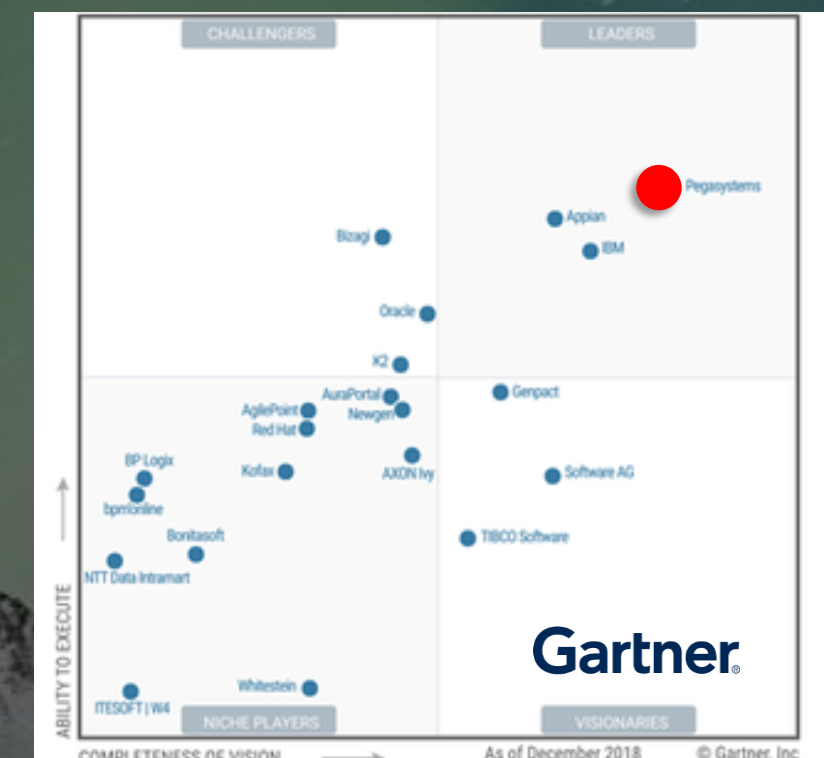 CHALLENGERS
LEADERS
Pegasystems
Appian
Bizagi
IBM
Oracle
K2
AuraPortal
Genpact
AgilePoint
Newgen
Red Hat
BP Logix
Kofax
AXON Ivy
Software AG
bpm'online
Bonitasoft
TIBCO Software
NTT Data Intramart
ABILITY TO EXECUTE
Gartner®
Whitestein
ITESOFT | W4
NICHE PLAYERS
VISIONARIES
COMPLETENESS OF VISION
As of December 2018
© Gartner, Inc